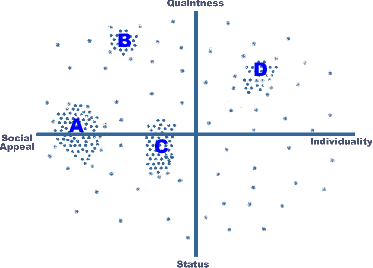 Quaintness
B
D
A
Social
Appeal
C
Individuality
Status